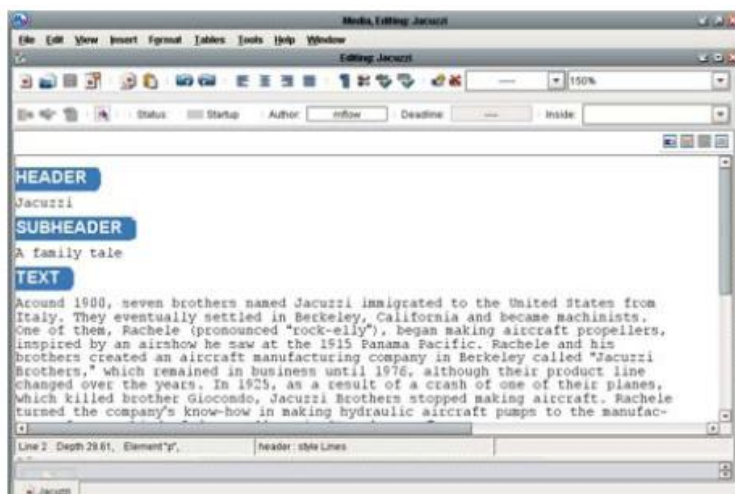 Media, Editing: Jacuzzi
File Edit View Insert Format Tables Tools Help Window
Editing: Jacuzzi
150%
Status: Startup Author: mflow Deadline: ---- Inside:
HEADER
Jacuzzi
SUBHEADER
A family tale
TEXT
Around 1900, seven brothers named Jacuzzi immigrated to the United States from
Italy. They eventually settled in Berkeley, California and became machinists.
One of them, Rachele (pronounced "rock-elly"), began making aircraft propellers,
inspired by an airshow he saw at the 1915 Panama Pacific. Rachele and his
brothers created an aircraft manufacturing company in Berkeley called "Jacuzzi
Brothers," which remained in business until 1976, although their product line
changed over the years. In 1925, as a result of a crash of one of their planes,
which killed brother Giocondo, Jacuzzi Brothers stopped making aircraft. Rachele
turned the company's know-how in making hydraulic aircraft pumps to the manufac-
Line 2 Depth 29.61, Element "p", header : style Lines
Jacuzzi